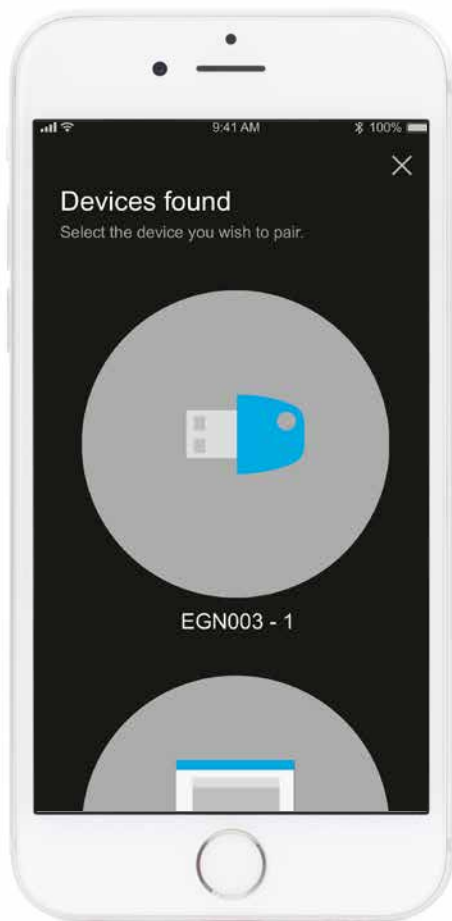 9:41 AM
100%
Devices found
Select the device you wish to pair.
EGN003 - 1